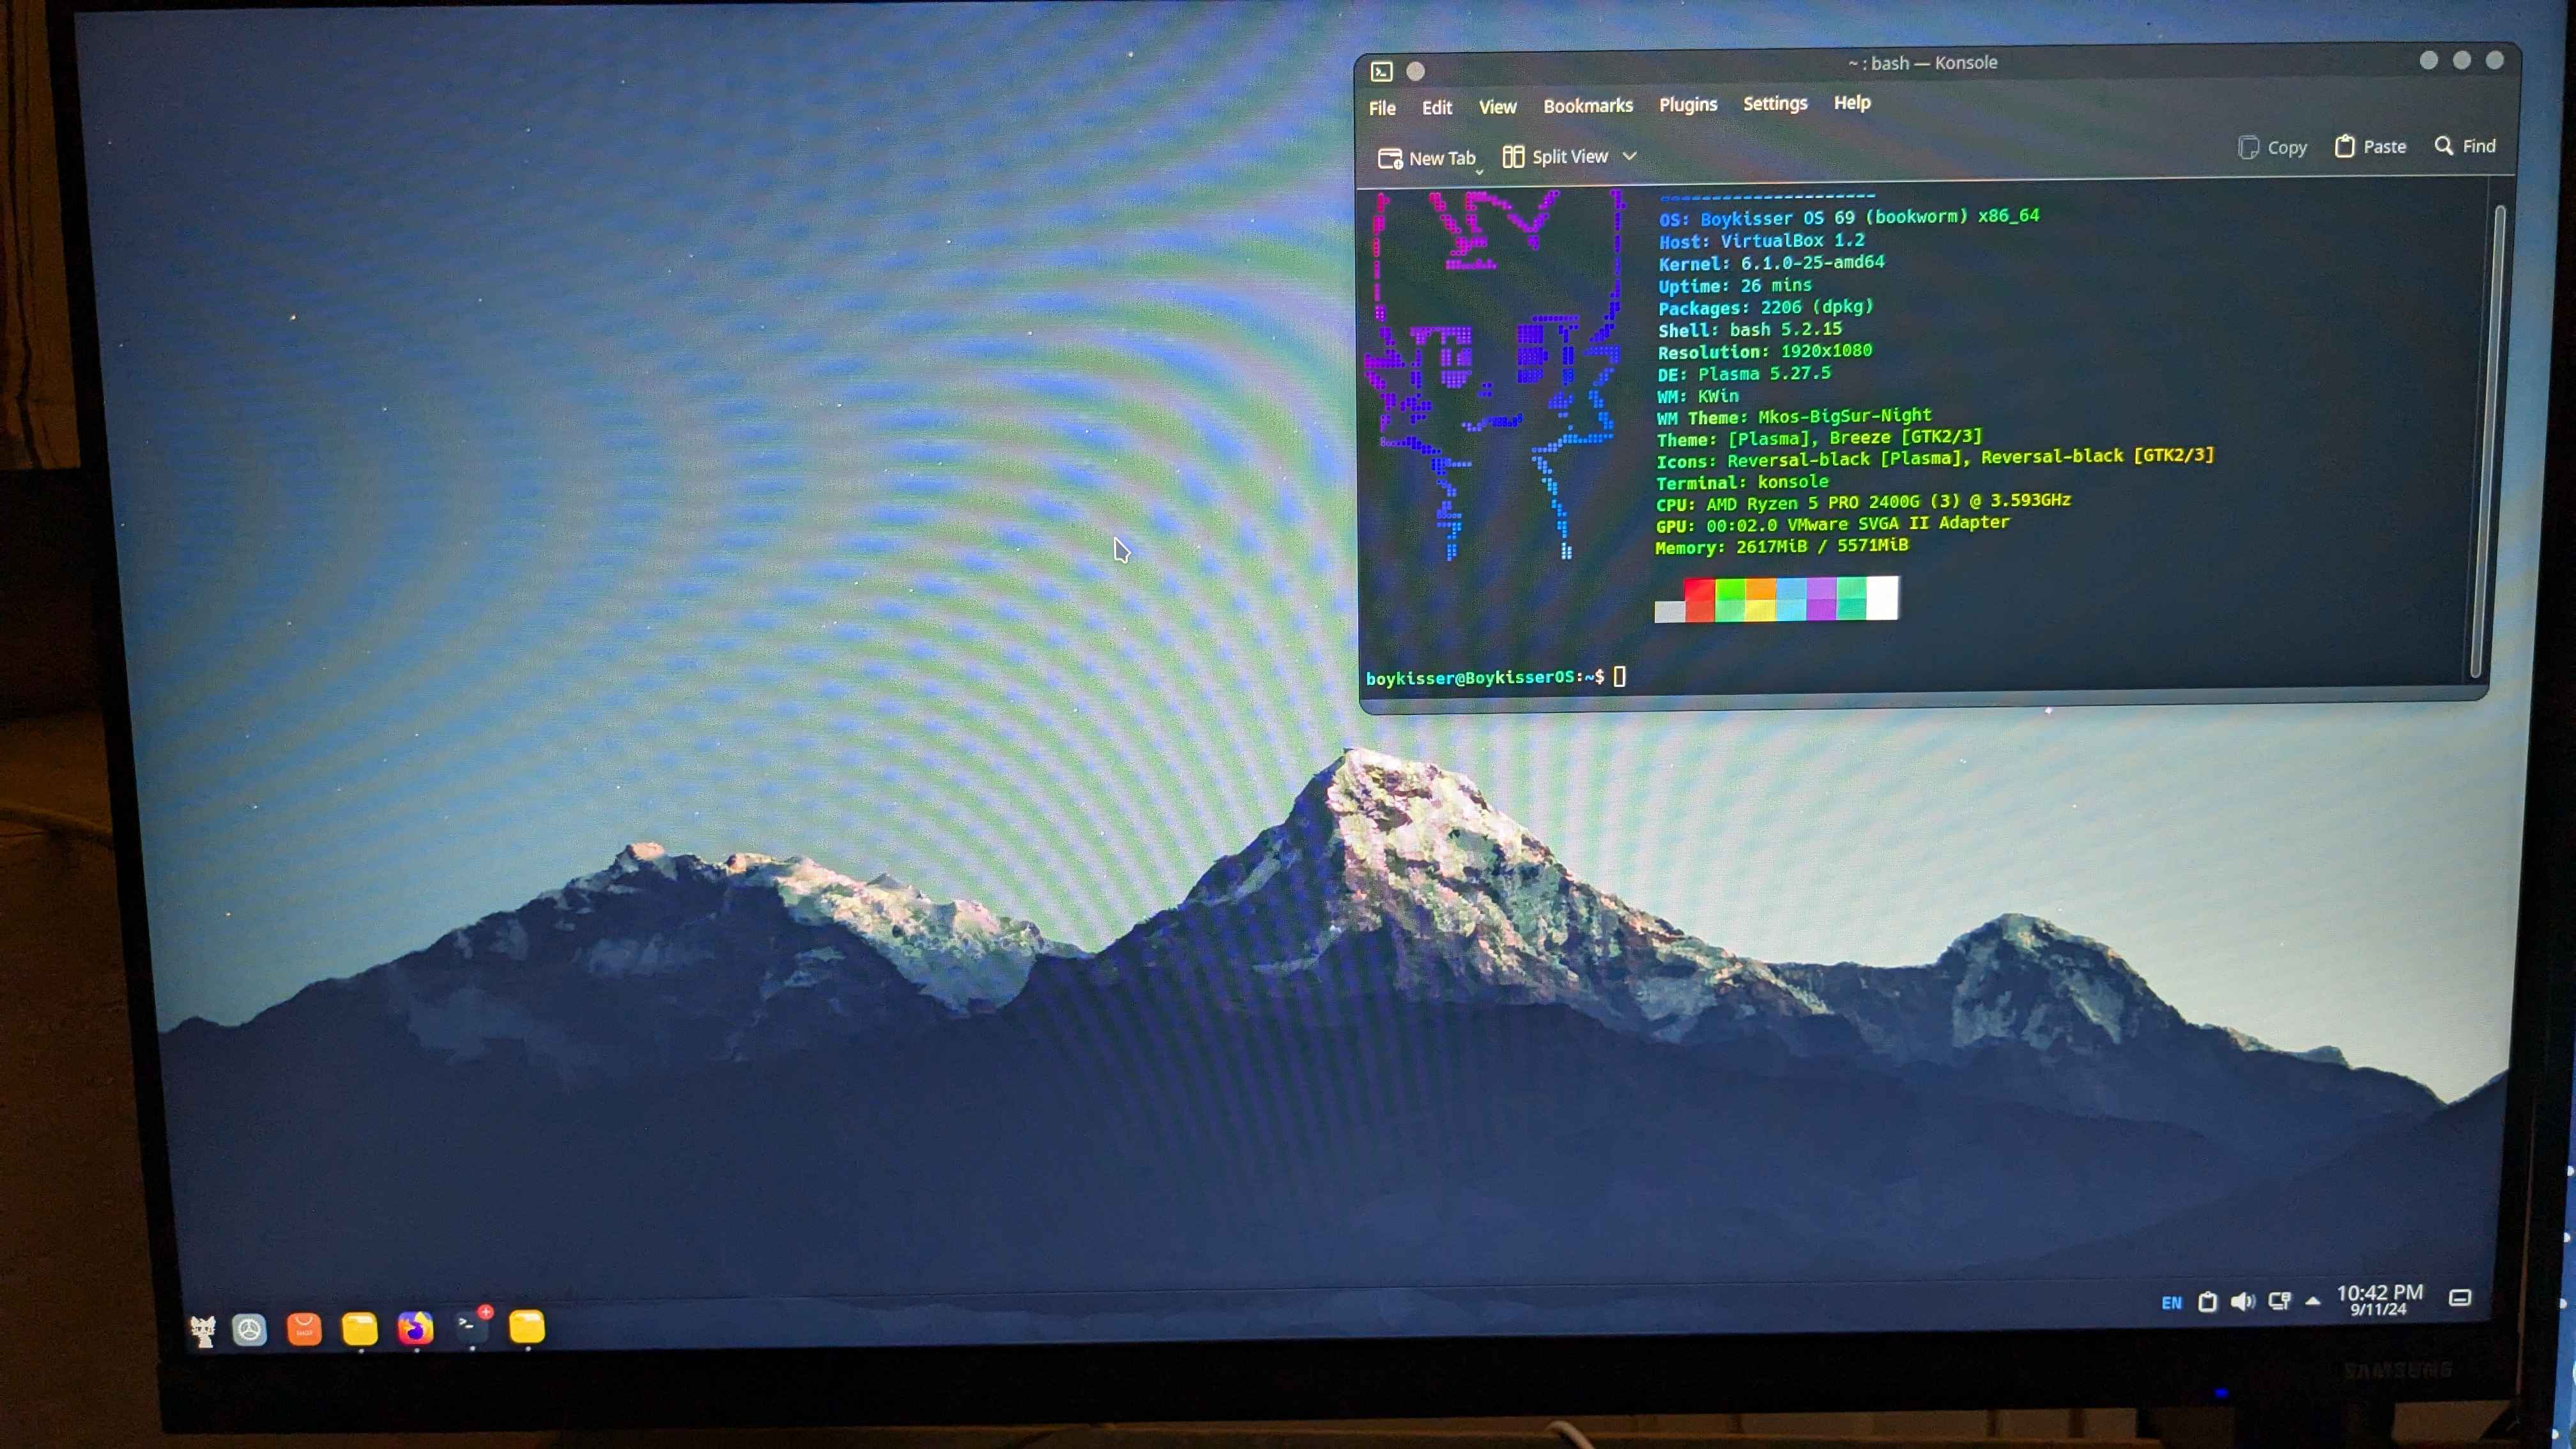 ~ : bash — Konsole
File Edit View Bookmarks Plugins Settings Help
New Tab Split View Copy Paste Find
--------------------
OS: Boykisser OS 69 (bookworm) x86_64
Host: VirtualBox 1.2
Kernel: 6.1.0-25-amd64
Uptime: 26 mins
Packages: 2206 (dpkg)
Shell: bash 5.2.15
Resolution: 1920x1080
DE: Plasma 5.27.5
WM: KWin
WM Theme: Mkos-BigSur-Night
Theme: [Plasma], Breeze [GTK2/3]
Icons: Reversal-black [Plasma], Reversal-black [GTK2/3]
Terminal: konsole
CPU: AMD Ryzen 5 PRO 2400G (3) @ 3.593GHz
GPU: 00:02.0 VMware SVGA II Adapter
Memory: 2617MiB / 5571MiB
boykisser@BoykisserOS:~$
EN 10:42 PM
9/11/24
SAMSUNG